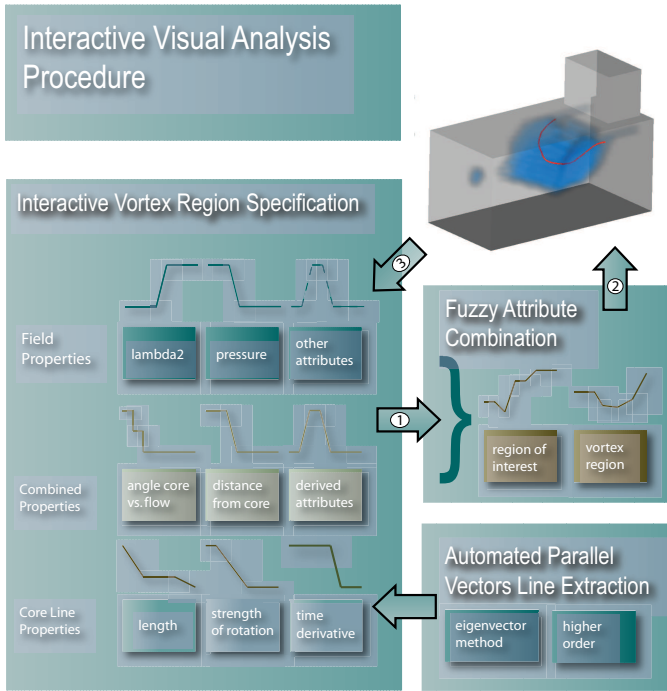 Interactive Visual Analysis
Procedure
Interactive Vortex Region Specification
③
②
Field
Properties
lambda2
pressure
other
attributes
Fuzzy Attribute
Combination
①
Combined
Properties
angle core
vs. flow
distance
from core
derived
attributes
region of
interest
vortex
region
Core Line
Properties
length
strength
of rotation
time
derivative
Automated Parallel
Vectors Line Extraction
eigenvector
method
higher
order